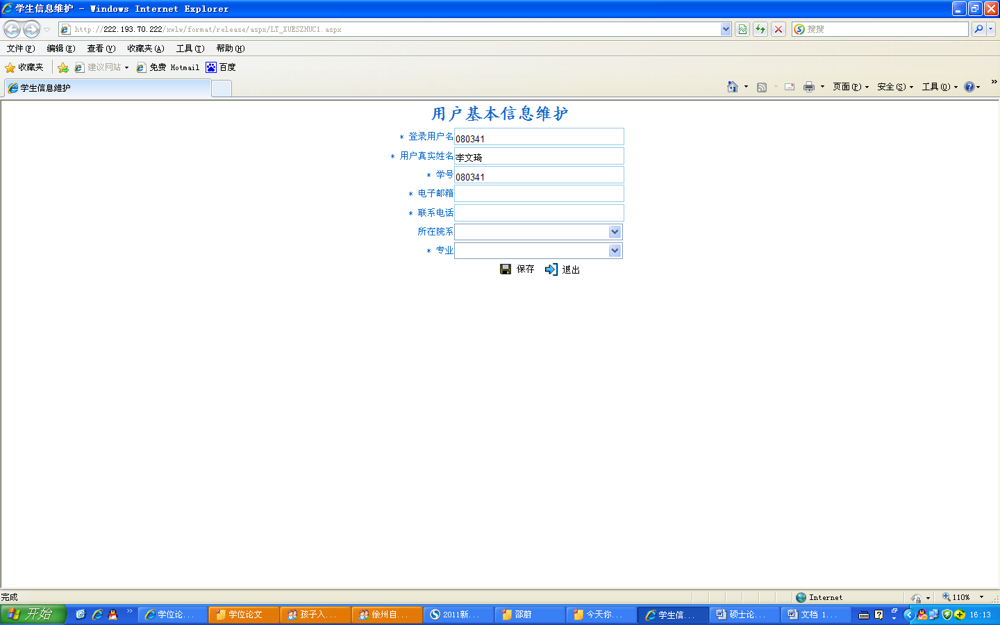 学生信息维护 - Windows Internet Explorer
http://222.193.70.222/xwlw/format/release/aspx/LT_XUESZHUC1.aspx
搜搜
文件(F) 编辑(E) 查看(V) 收藏夹(A) 工具(T) 帮助(H)
收藏夹 建议网站 免费 Hotmail 百度
学生信息维护
页面(P) 安全(S) 工具(O)
用户基本信息维护
* 登录用户名 080341
* 用户真实姓名 李文琦
* 学号 080341
* 电子邮箱
* 联系电话
所在院系
* 专业
保存 退出
完成 Internet 110%
开始 学位论... 学位论文 孩子入... 徐州自... 2011新... 邵蔚 今天你... 学生信... 硕士论... 文档 1... 16:13